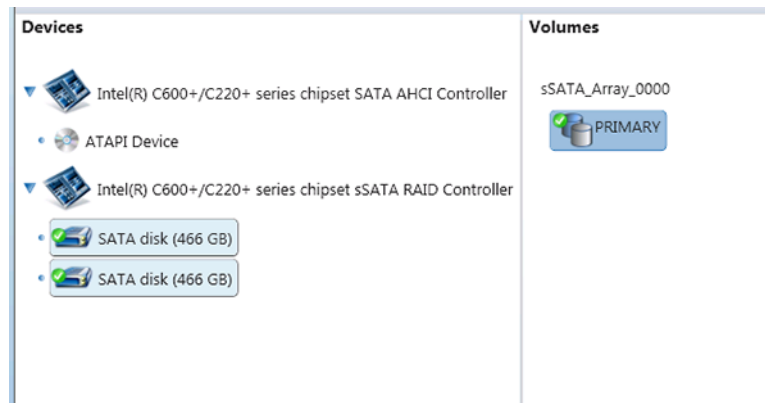 Devices
Intel(R) C600+/C220+ series chipset SATA AHCI Controller
ATAPI Device
Intel(R) C600+/C220+ series chipset sSATA RAID Controller
SATA disk (466 GB)
SATA disk (466 GB)
Volumes
sSATA_Array_0000
PRIMARY